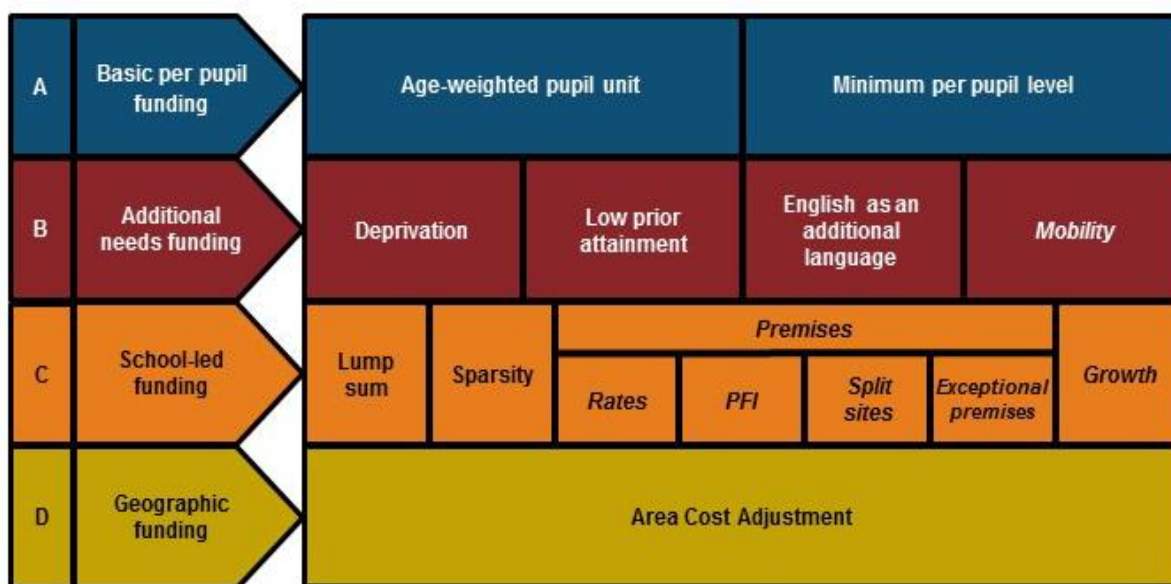 A
Basic per pupil
funding
Age-weighted pupil unit
Minimum per pupil level
B
Additional
needs funding
Deprivation
Low prior
attainment
English as an
additional
language
Mobility
C
School-led
funding
Lump
sum
Sparsity
Premises
Rates
PFI
Split
sites
Exceptional
premises
Growth
D
Geographic
funding
Area Cost Adjustment